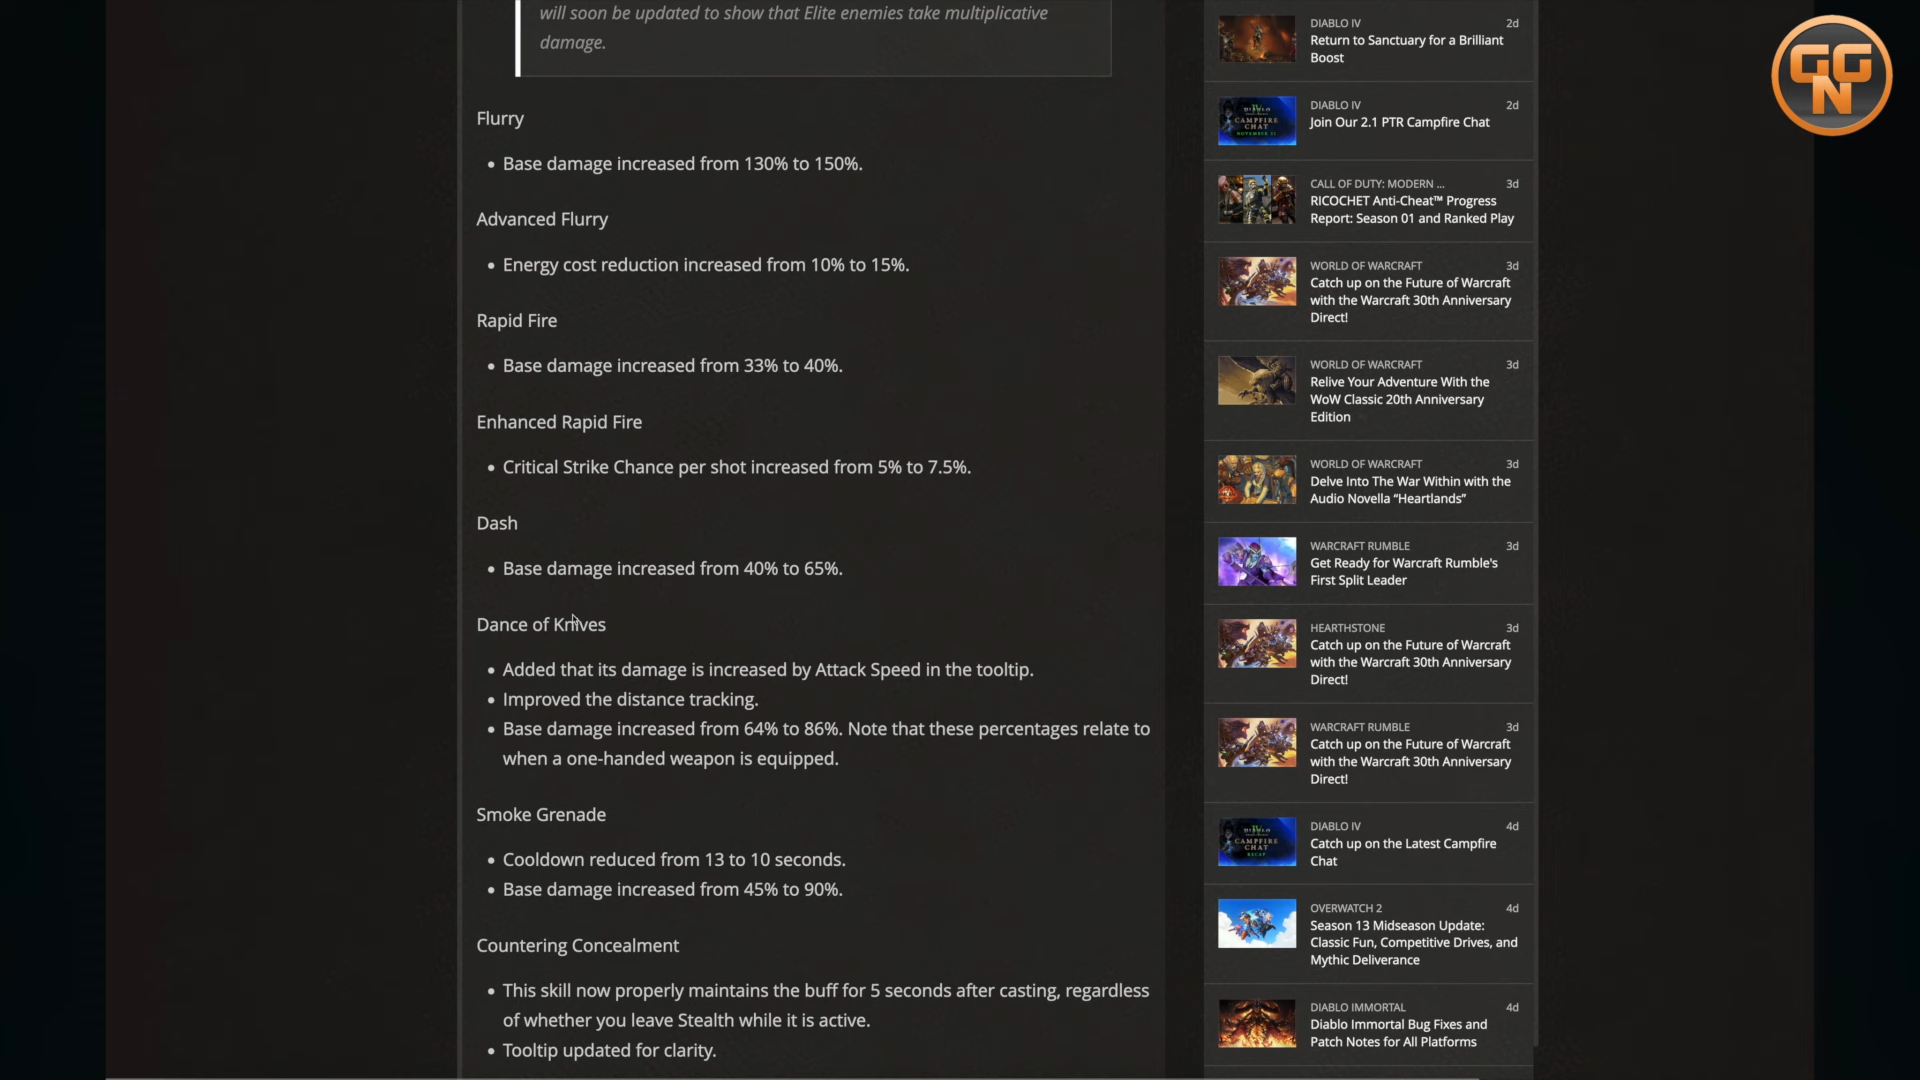 will soon be updated to show that Elite enemies take multiplicative
damage.
Flurry
• Base damage increased from 130% to 150%.
Advanced Flurry
• Energy cost reduction increased from 10% to 15%.
Rapid Fire
• Base damage increased from 33% to 40%.
Enhanced Rapid Fire
• Critical Strike Chance per shot increased from 5% to 7.5%.
Dash
• Base damage increased from 40% to 65%.
Dance of Knives
• Added that its damage is increased by Attack Speed in the tooltip.
• Improved the distance tracking.
• Base damage increased from 64% to 86%. Note that these percentages relate to
when a one-handed weapon is equipped.
Smoke Grenade
• Cooldown reduced from 13 to 10 seconds.
• Base damage increased from 45% to 90%.
Countering Concealment
• This skill now properly maintains the buff for 5 seconds after casting, regardless
of whether you leave Stealth while it is active.
• Tooltip updated for clarity.
DIABLO IV 2d
Return to Sanctuary for a Brilliant
Boost
DIABLO IV 2d
Join Our 2.1 PTR Campfire Chat
DIABLO
CAMPFIRE
CHAT
CALL OF DUTY: MODERN ... 3d
RICOCHET Anti-Cheat™ Progress
Report: Season 01 and Ranked Play
WORLD OF WARCRAFT 3d
Catch up on the Future of Warcraft
with the Warcraft 30th Anniversary
Direct!
WORLD OF WARCRAFT 3d
Relive Your Adventure With the
WoW Classic 20th Anniversary
Edition
WORLD OF WARCRAFT 3d
Delve Into The War Within with the
Audio Novella “Heartlands”
WARCRAFT RUMBLE 3d
Get Ready for Warcraft Rumble's
First Split Leader
HEARTHSTONE 3d
Catch up on the Future of Warcraft
with the Warcraft 30th Anniversary
Direct!
WARCRAFT RUMBLE 3d
Catch up on the Future of Warcraft
with the Warcraft 30th Anniversary
Direct!
DIABLO IV 4d
Catch up on the Latest Campfire
Chat
DIABLO
CAMPFIRE
CHAT
RECAP
OVERWATCH 2 4d
Season 13 Midseason Update:
Classic Fun, Competitive Drives, and
Mythic Deliverance
DIABLO IMMORTAL 4d
Diablo Immortal Bug Fixes and
Patch Notes for All Platforms
GGN